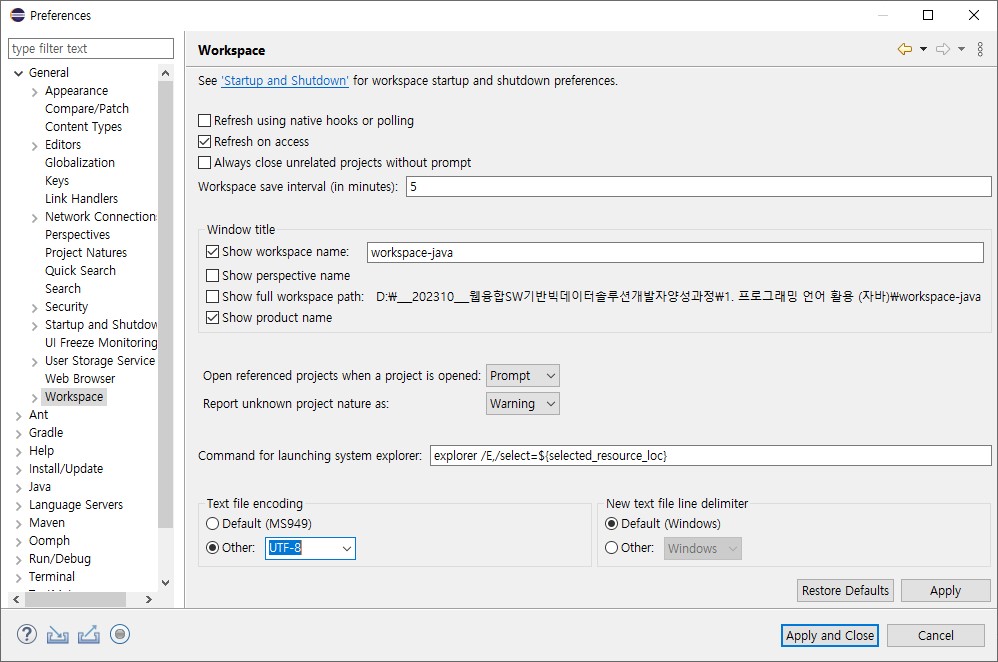 Preferences
type filter text
General
Appearance
Compare/Patch
Content Types
Editors
Globalization
Keys
Link Handlers
Network Connection
Perspectives
Project Natures
Quick Search
Search
Security
Startup and Shutdow
UI Freeze Monitoring
User Storage Service
Web Browser
Workspace
Ant
Gradle
Help
Install/Update
Java
Language Servers
Maven
Oomph
Run/Debug
Terminal
Workspace
See 'Startup and Shutdown' for workspace startup and shutdown preferences.
Refresh using native hooks or polling
Refresh on access
Always close unrelated projects without prompt
Workspace save interval (in minutes): 5
Window title
Show workspace name: workspace-java
Show perspective name
Show full workspace path: D:₩__202310__웹융합SW기반빅데이터솔루션개발자양성과정₩1. 프로그래밍 언어 활용 (자바)₩workspace-java
Show product name
Open referenced projects when a project is opened: Prompt
Report unknown project nature as: Warning
Command for launching system explorer: explorer /E,/select=${selected_resource_loc}
Text file encoding
Default (MS949)
Other: UTF-8
New text file line delimiter
Default (Windows)
Other: Windows
Restore Defaults
Apply
?
Apply and Close
Cancel